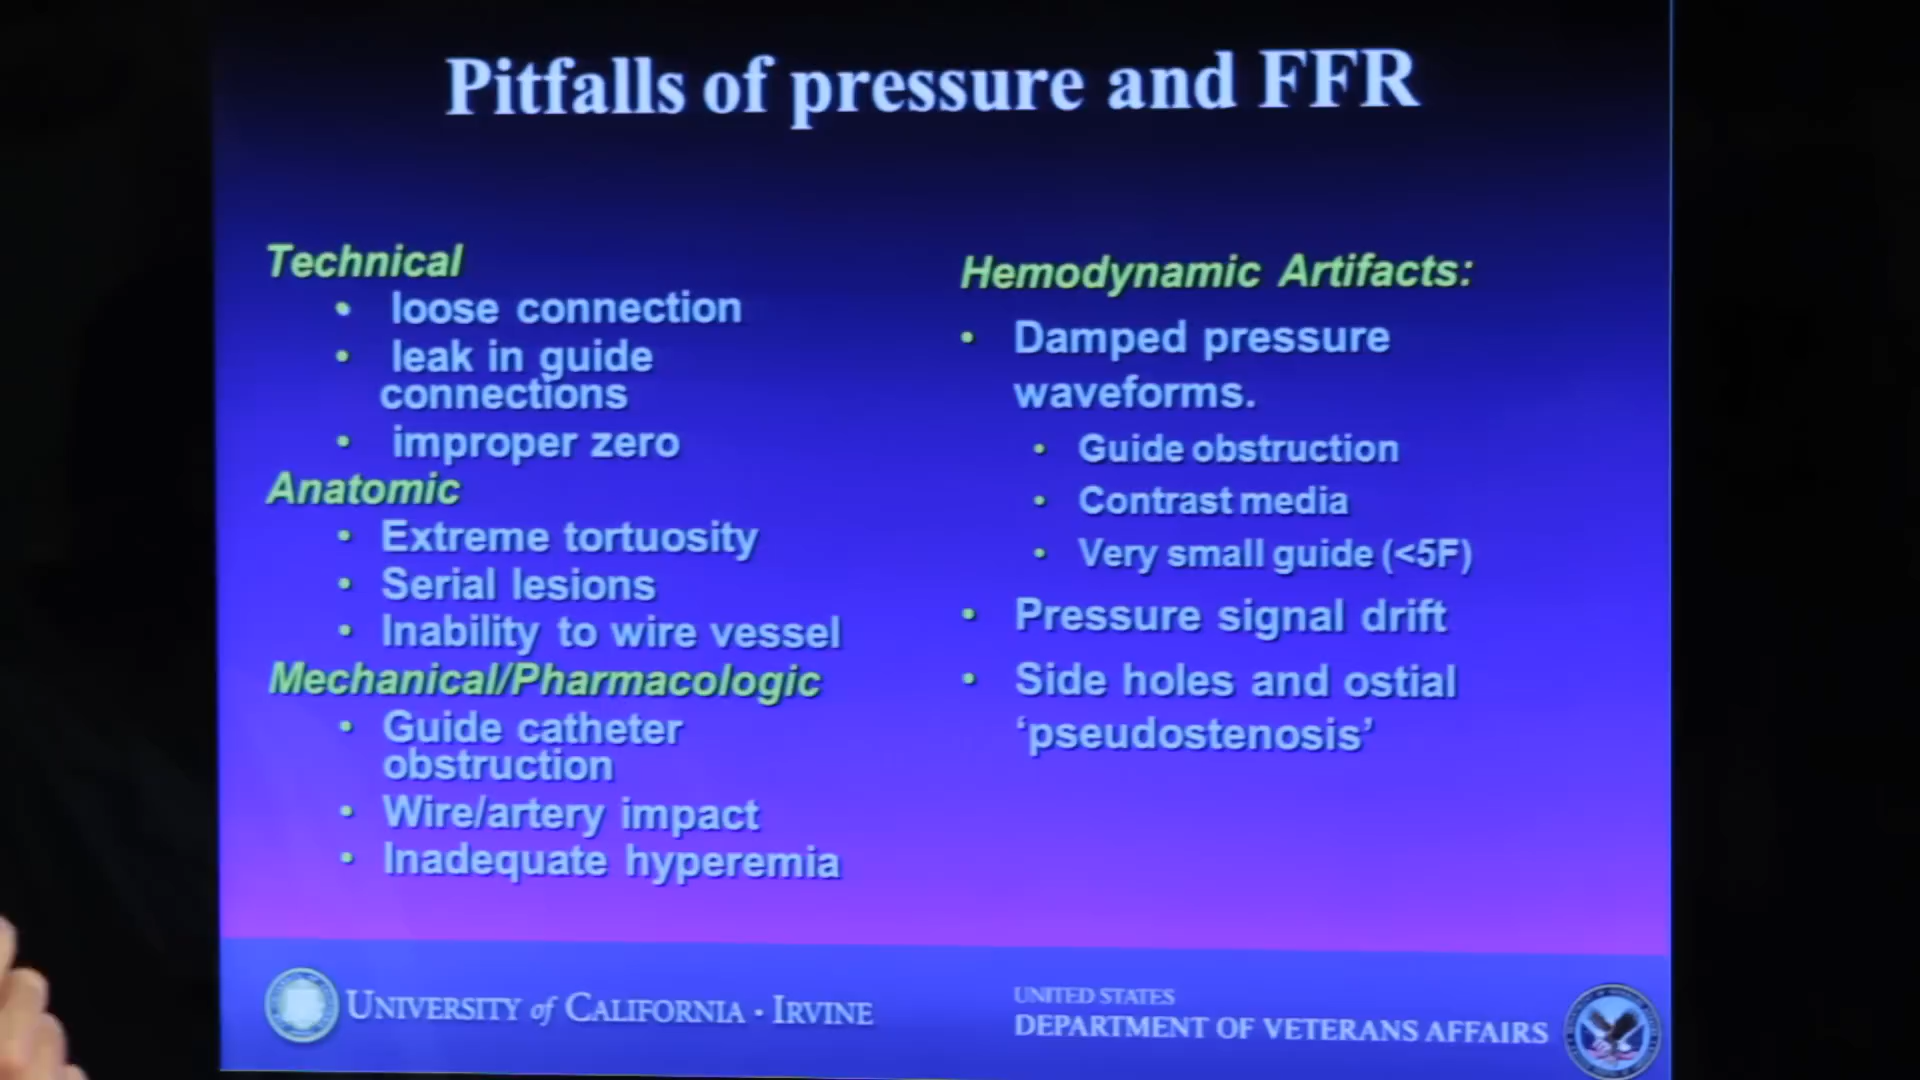 Pitfalls of pressure and FFR
Technical
• loose connection
• leak in guide
connections
• improper zero
Anatomic
• Extreme tortuosity
• Serial lesions
• Inability to wire vessel
Mechanical/Pharmacologic
• Guide catheter
obstruction
• Wire/artery impact
• Inadequate hyperemia
Hemodynamic Artifacts:
• Damped pressure
waveforms.
• Guide obstruction
• Contrast media
• Very small guide (<5F)
• Pressure signal drift
• Side holes and ostial
‘pseudostenosis’
UNIVERSITY of CALIFORNIA • IRVINE
UNITED STATES
DEPARTMENT OF VETERANS AFFAIRS